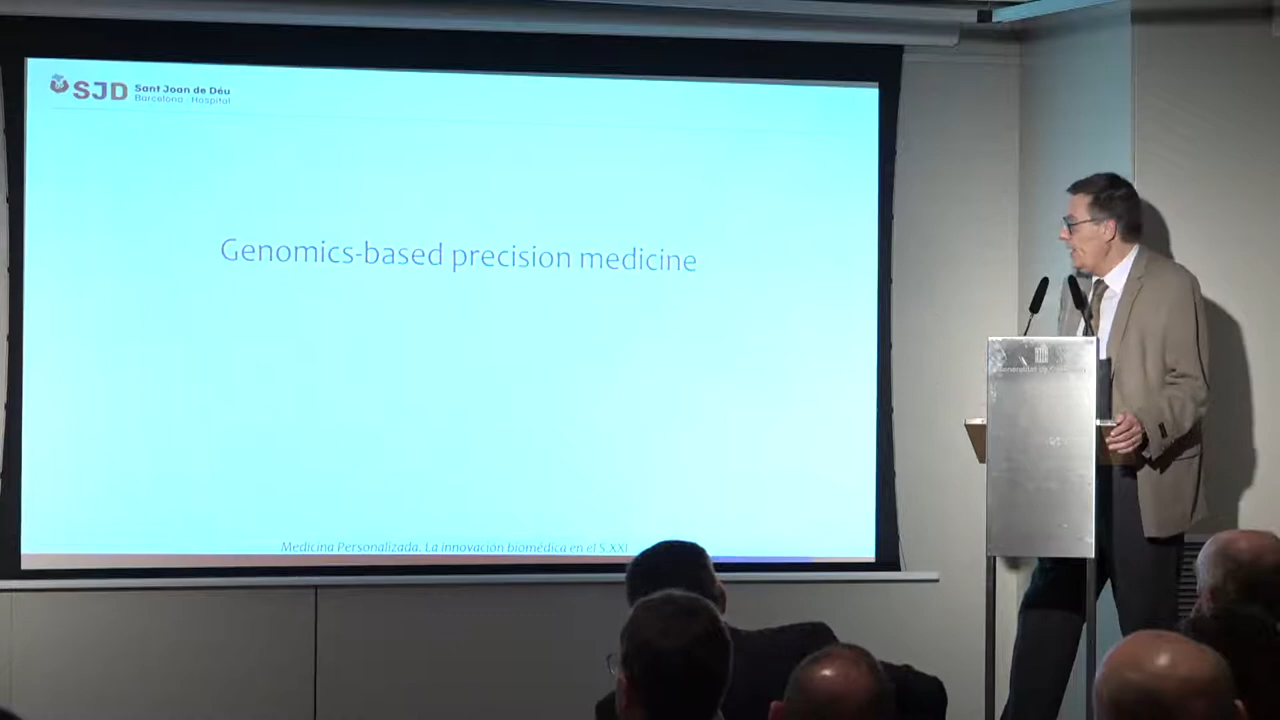 SJD
Sant Joan de Déu
Barcelona · Hospital
Genomics-based precision medicine
Medicina Personalizada. La innovación biomédica en el S.XXI